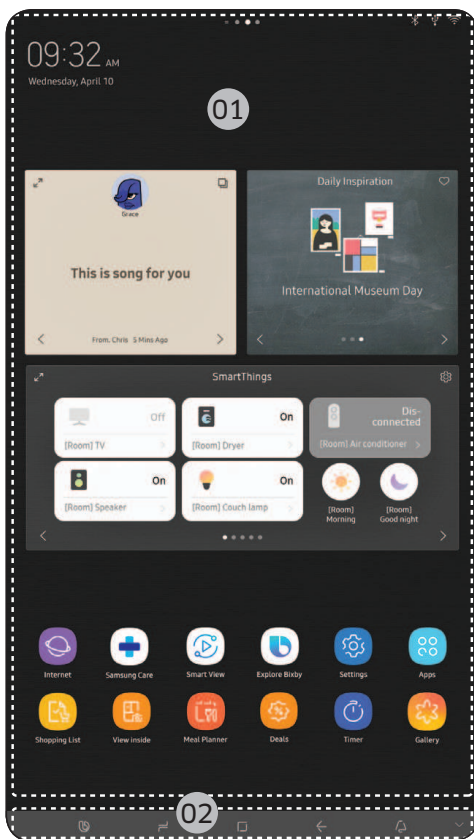 09:32 AM
Wednesday, April 10
01
Grace
This is song for you
From. Chris 5 Mins Ago
Daily Inspiration
International Museum Day
SmartThings
Off
[Room] TV
On
[Room] Dryer
Dis-
connected
[Room] Air conditioner
On
[Room] Speaker
On
[Room] Couch lamp
[Room]
Morning
[Room]
Good night
Internet
Samsung Care
Smart View
Explore Bixby
Settings
Apps
Shopping List
View inside
Meal Planner
Deals
Timer
Gallery
02